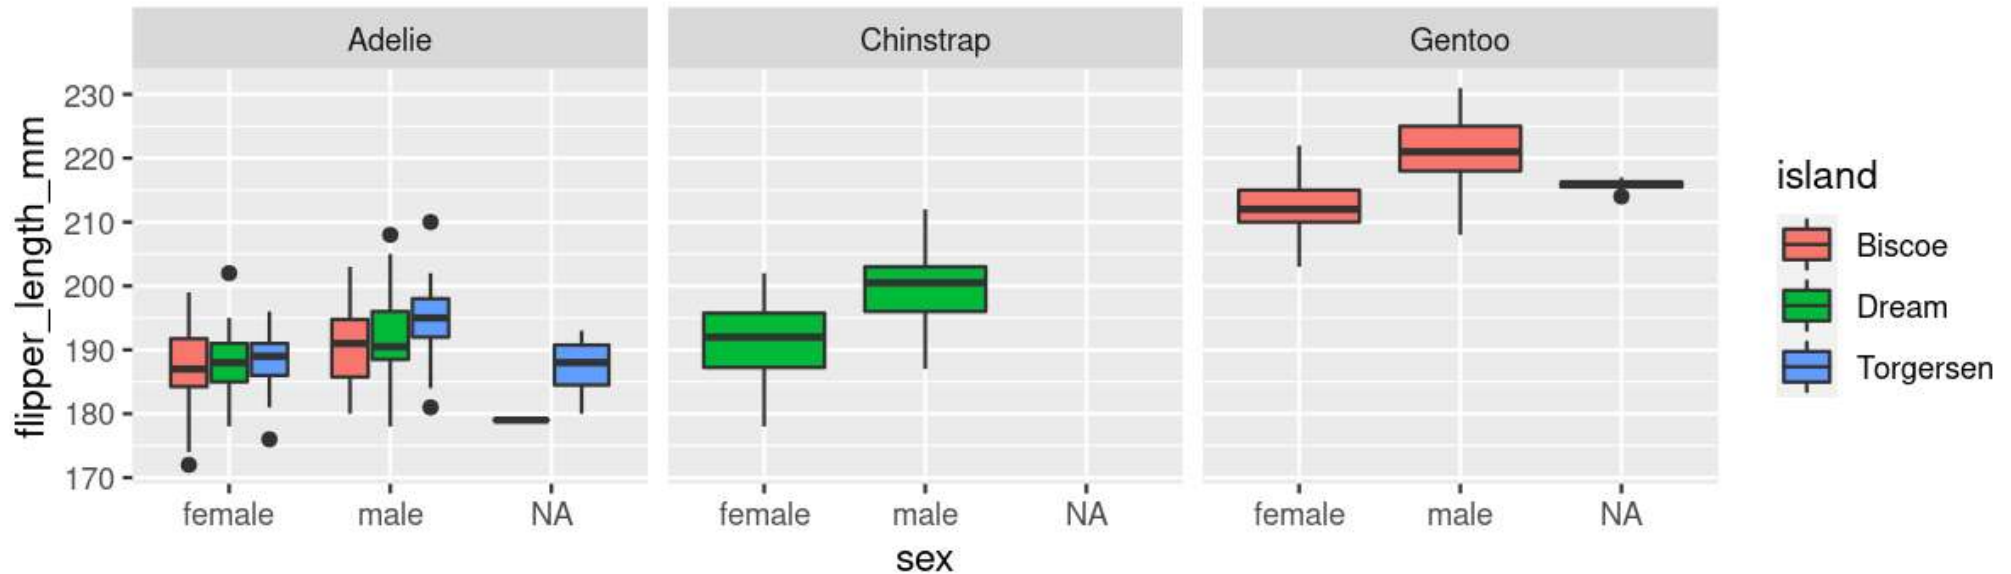 Adelie
Chinstrap
Gentoo
flipper_length_mm
230
220
210
200
190
180
170
female male NA
female male NA
female male NA
sex
island
Biscoe
Dream
Torgersen